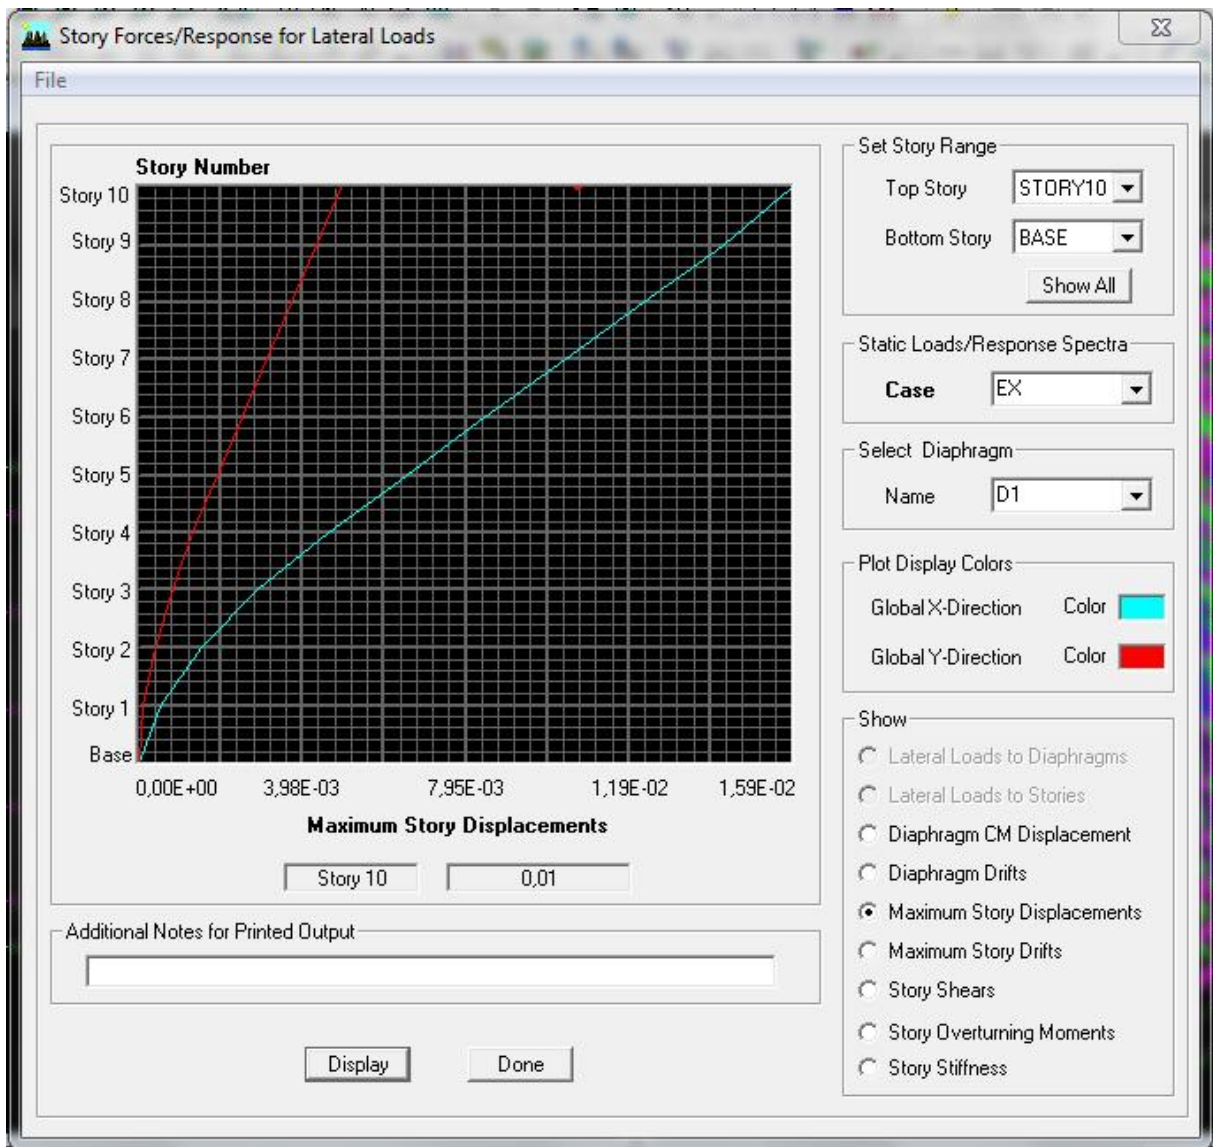 Story Forces/Response for Lateral Loads
File
Story Number
Story 10
Story 9
Story 8
Story 7
Story 6
Story 5
Story 4
Story 3
Story 2
Story 1
Base
0,00E+00 3,98E-03 7,95E-03 1,19E-02 1,59E-02
Maximum Story Displacements
Story 10 0,01
Additional Notes for Printed Output
Display Done
Set Story Range
Top Story STORY10
Bottom Story BASE
Show All
Static Loads/Response Spectra
Case EX
Select Diaphragm
Name D1
Plot Display Colors
Global X-Direction Color
Global Y-Direction Color
Show
Lateral Loads to Diaphragms
Lateral Loads to Stories
Diaphragm CM Displacement
Diaphragm Drifts
Maximum Story Displacements
Maximum Story Drifts
Story Shears
Story Overturning Moments
Story Stiffness